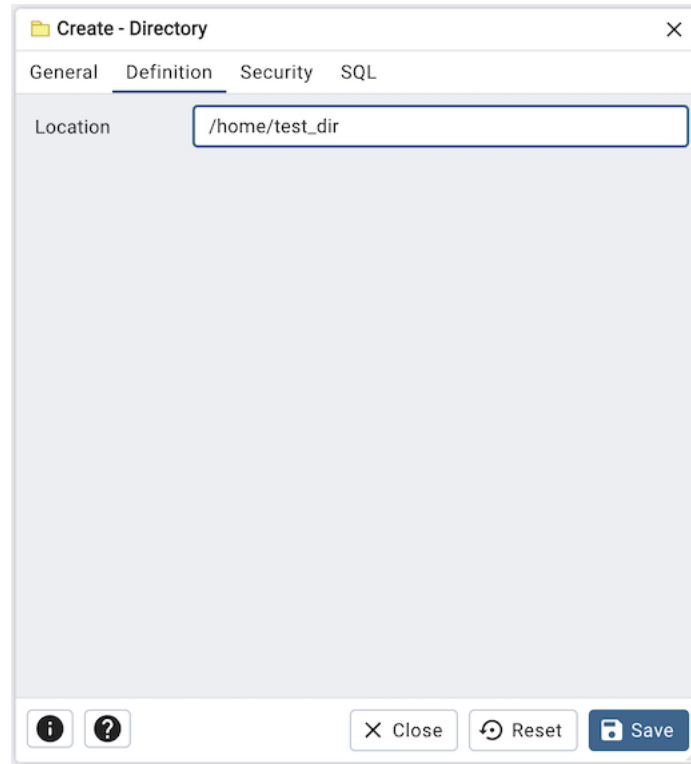 Create - Directory
General Definition Security SQL
Location /home/test_dir
Close Reset Save